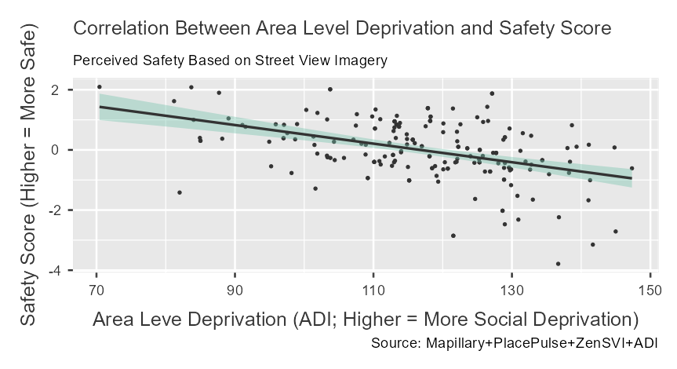 Correlation Between Area Level Deprivation and Safety Score
Perceived Safety Based on Street View Imagery
Safety Score (Higher = More Safe)
2
0
-2
-4
70 90 110 130 150
Area Leve Deprivation (ADI; Higher = More Social Deprivation)
Source: Mapillary+PlacePulse+ZenSVI+ADI